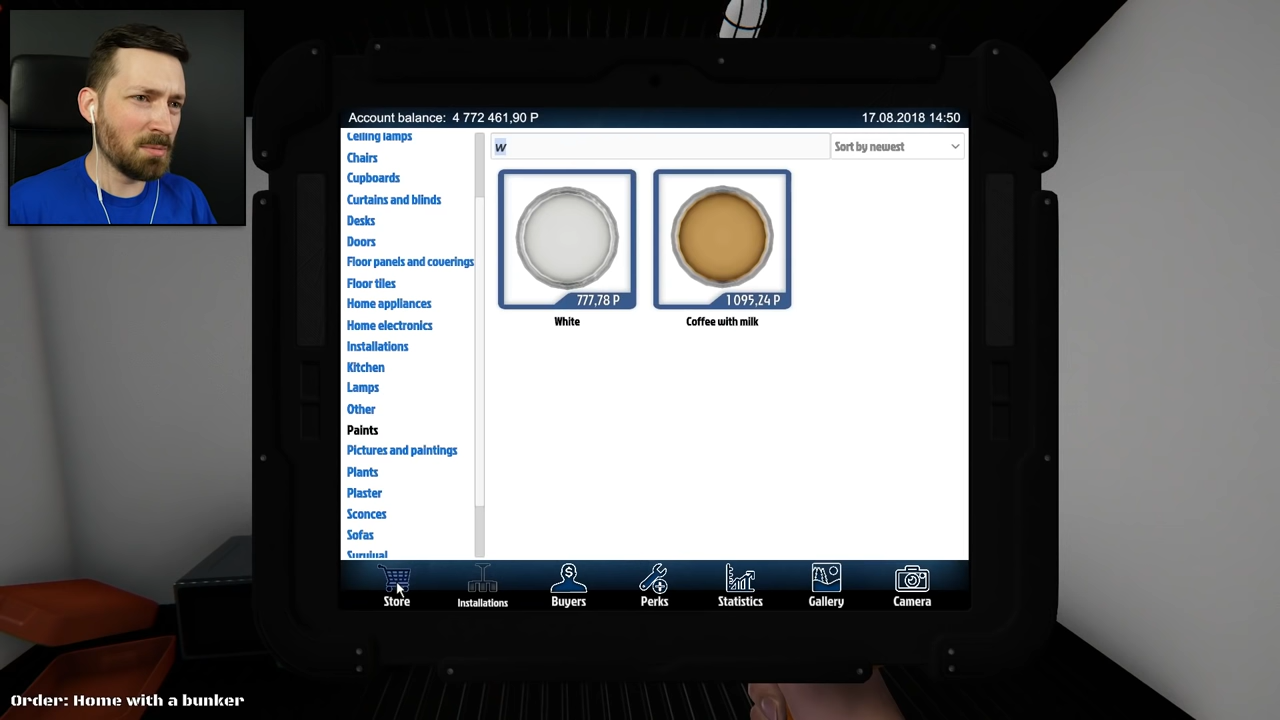 Account balance: 4 772 461,90 P
17.08.2018 14:50
Ceiling lamps
Chairs
Cupboards
Curtains and blinds
Desks
Doors
Floor panels and coverings
Floor tiles
Home appliances
Home electronics
Installations
Kitchen
Lamps
Other
Paints
Pictures and paintings
Plants
Plaster
Sconces
Sofas
Survival
w
Sort by newest
777,78 P
White
1 095,24 P
Coffee with milk
Store
Installations
Buyers
Perks
Statistics
Gallery
Camera
Order: Home with a bunker